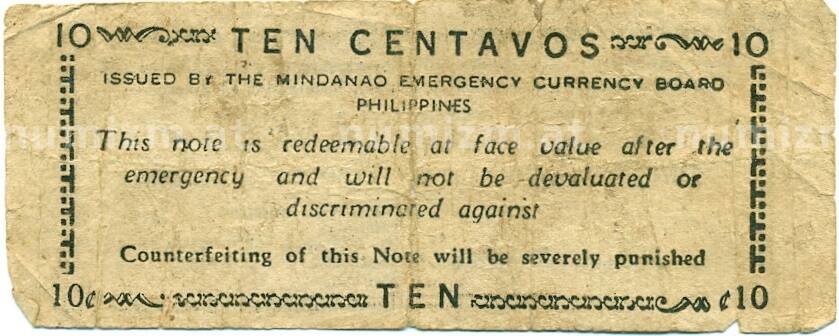 10 TEN CENTAVOS 10
ISSUED BY THE MINDANAO EMERGENCY CURRENCY BOARD
PHILIPPINES
This note is redeemable at face value after the
emergency and will not be devaluated or
discriminated against
Counterfeiting of this Note will be severely punished
10¢ TEN ¢10